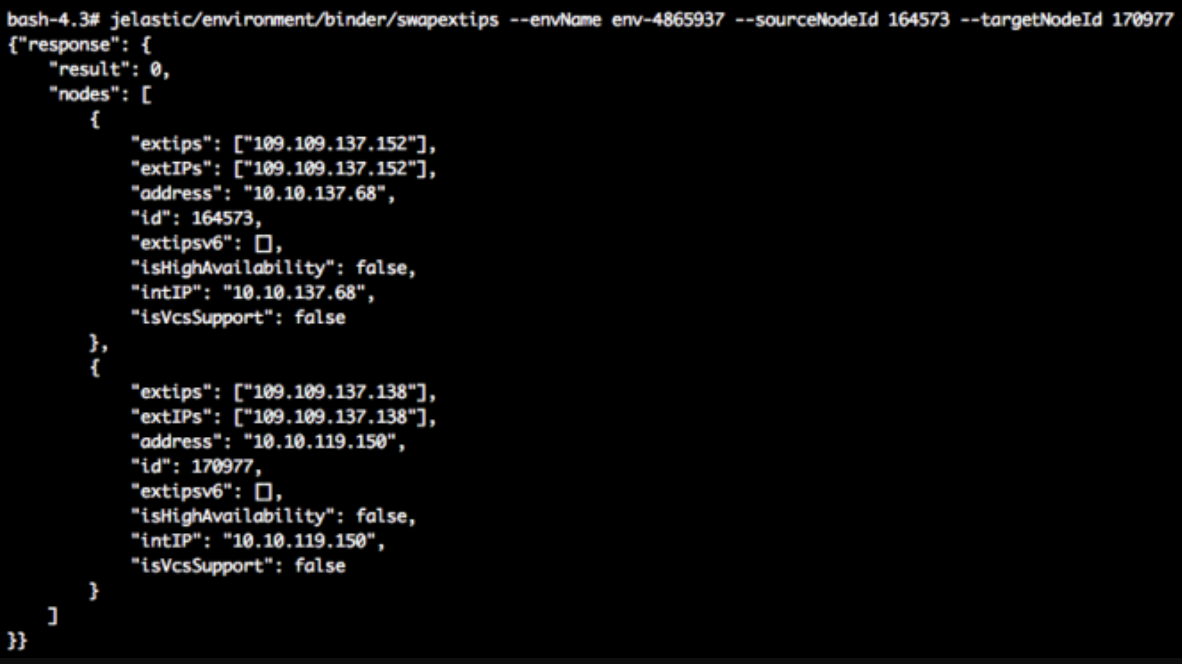 bash-4.3# jelastic/environment/binder/swapextips --envName env-4865937 --sourceNodeId 164573 --targetNodeId 170977
{"response": {
    "result": 0,
    "nodes": [
        {
            "extips": ["109.109.137.152"],
            "extIPs": ["109.109.137.152"],
            "address": "10.10.137.68",
            "id": 164573,
            "extipsv6": [],
            "isHighAvailability": false,
            "intIP": "10.10.137.68",
            "isVcsSupport": false
        },
        {
            "extips": ["109.109.137.138"],
            "extIPs": ["109.109.137.138"],
            "address": "10.10.119.150",
            "id": 170977,
            "extipsv6": [],
            "isHighAvailability": false,
            "intIP": "10.10.119.150",
            "isVcsSupport": false
        }
    ]
}}